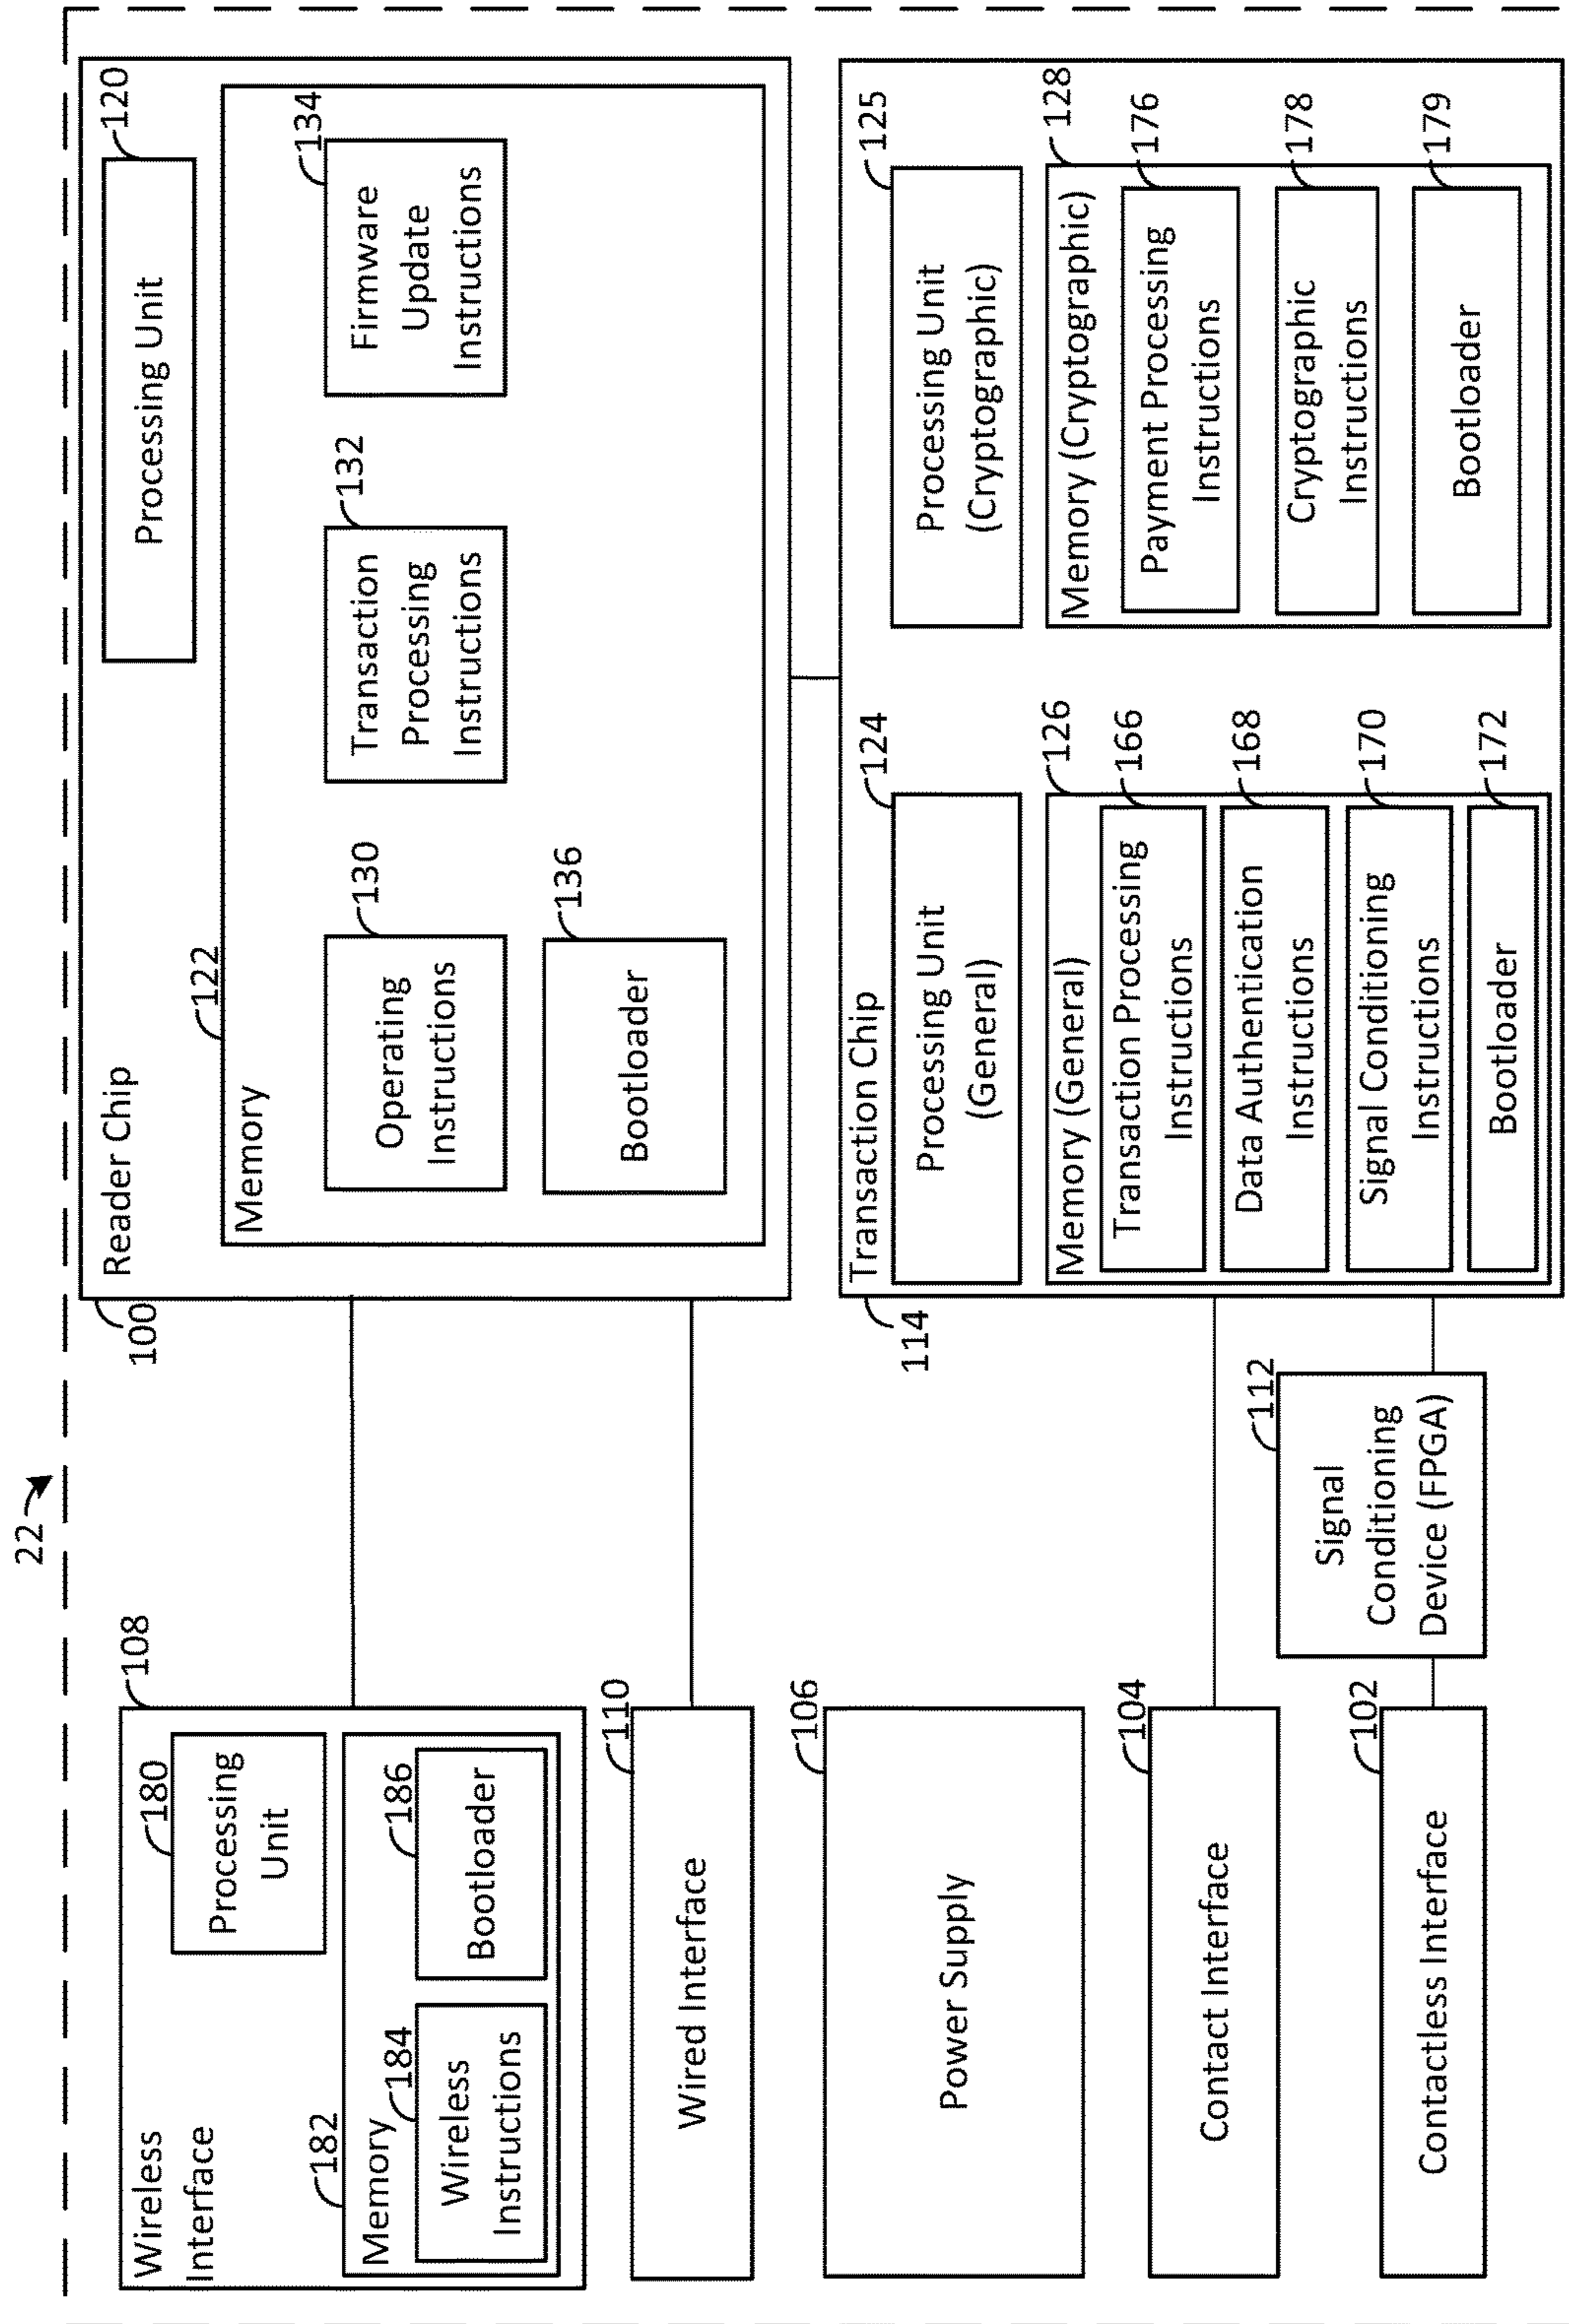 22
Wireless
Interface
108
180
Processing
Unit
182
Memory
184
Wireless
Instructions
186
Bootloader
110
Wired Interface
106
Power Supply
104
Contact Interface
102
Contactless Interface
112
Signal
Conditioning
Device (FPGA)
100
Reader Chip
120
Processing Unit
122
Memory
130
Operating
Instructions
132
Transaction
Processing
Instructions
134
Firmware
Update
Instructions
136
Bootloader
114
Transaction Chip
124
Processing Unit
(General)
126
Memory (General)
166
Transaction Processing
Instructions
168
Data Authentication
Instructions
170
Signal Conditioning
Instructions
172
Bootloader
125
Processing Unit
(Cryptographic)
128
Memory (Cryptographic)
176
Payment Processing
Instructions
178
Cryptographic
Instructions
179
Bootloader